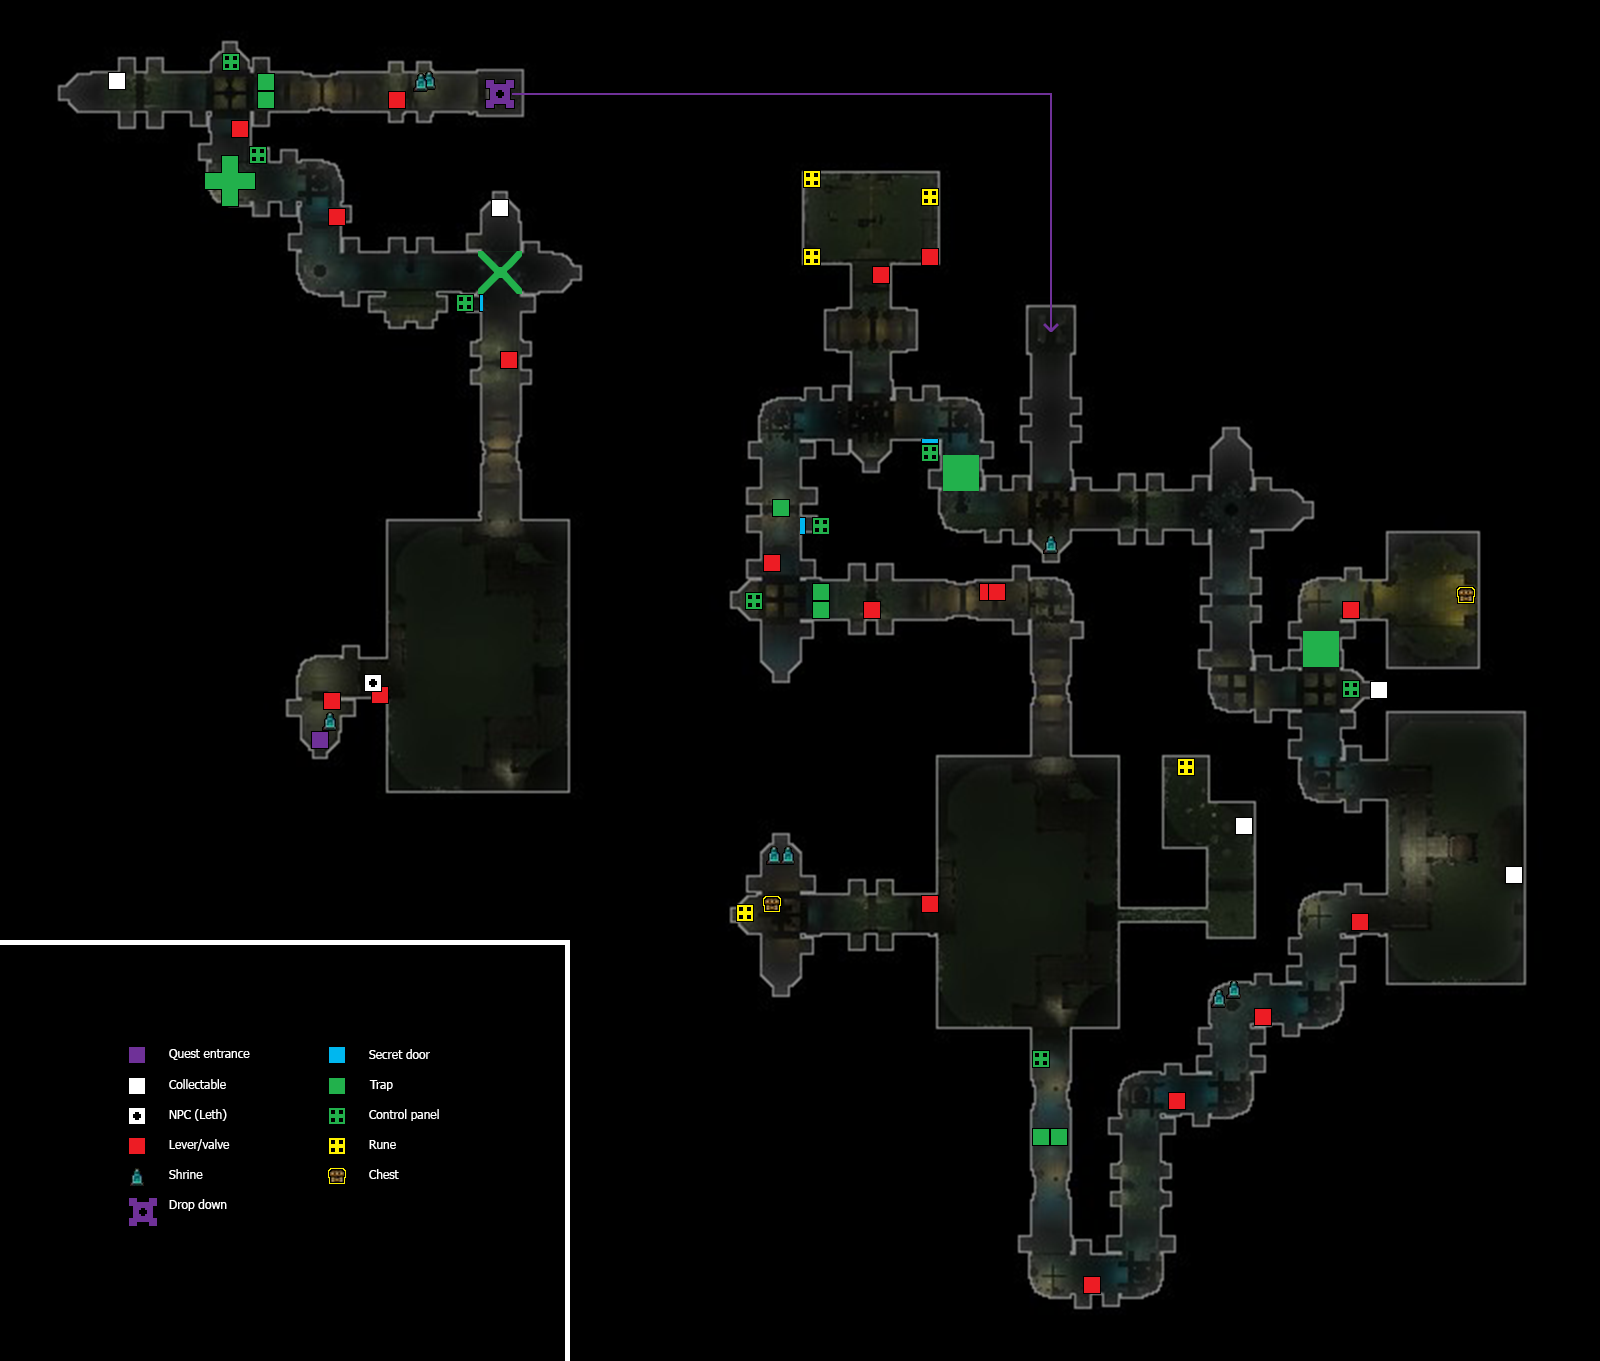 Quest entrance
Collectable
NPC (Leth)
Lever/valve
Shrine
Drop down
Secret door
Trap
Control panel
Rune
Chest